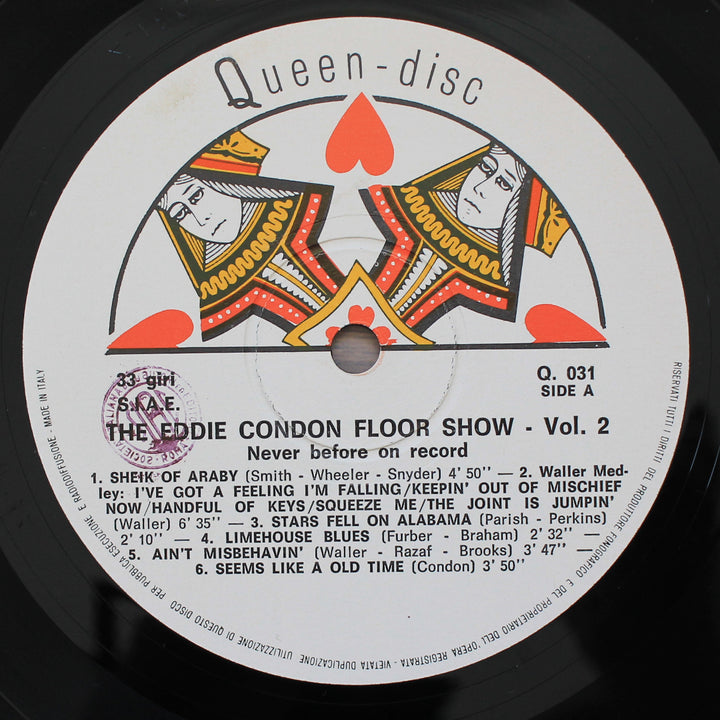 Queen-disc
33 giri
S.I.A.E.
Q. 031
SIDE A
THE EDDIE CONDON FLOOR SHOW - Vol. 2
Never before on record
1. SHEIK OF ARABY (Smith - Wheeler - Snyder) 4' 50'' — 2. Waller Med-
ley: I'VE GOT A FEELING I'M FALLING/KEEPIN' OUT OF MISCHIEF
NOW/HANDFUL OF KEYS/SQUEEZE ME/THE JOINT IS JUMPIN'
(Waller) 6' 35'' — 3. STARS FELL ON ALABAMA (Parish - Perkins)
2' 10'' — 4. LIMEHOUSE BLUES (Furber - Braham) 2' 32'' —
5. AIN'T MISBEHAVIN' (Waller - Razaf - Brooks) 3' 47'' —
6. SEEMS LIKE A OLD TIME (Condon) 3' 50''
RISERVATI TUTTI I DIRITTI DEL PRODUTTORE FONOGRAFICO E DEL PROPRIETARIO DELL'OPERA REGISTRATA - VIETATA DUPLICAZIONE UTILIZZAZIONE DI QUESTO DISCO PER PUBBLICA ESECUZIONE E RADIODIFFUSIONE - MADE IN ITALY
ROMA